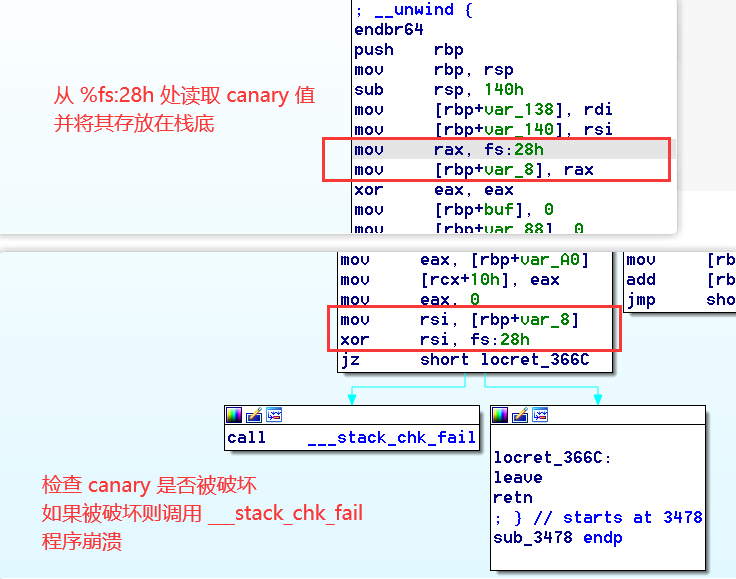 ; __unwind {
endbr64
push rbp
mov rbp, rsp
sub rsp, 140h
mov [rbp+var_138], rdi
mov [rbp+var_140], rsi
mov rax, fs:28h
mov [rbp+var_8], rax
xor eax, eax
mov [rbp+buf], 0
mov [rbp+var_88], 0
从 %fs:28h 处读取 canary 值
并将其存放在栈底
mov eax, [rbp+var_A0]
mov [rcx+10h], eax
mov eax, 0
mov rsi, [rbp+var_8]
xor rsi, fs:28h
jz short locret_366C
mov [rb
add [rb
jmp sho
call ___stack_chk_fail
locret_366C:
leave
retn
; } // starts at 3478
sub_3478 endp
检查 canary 是否被破坏
如果被破坏则调用 ___stack_chk_fail
程序崩溃